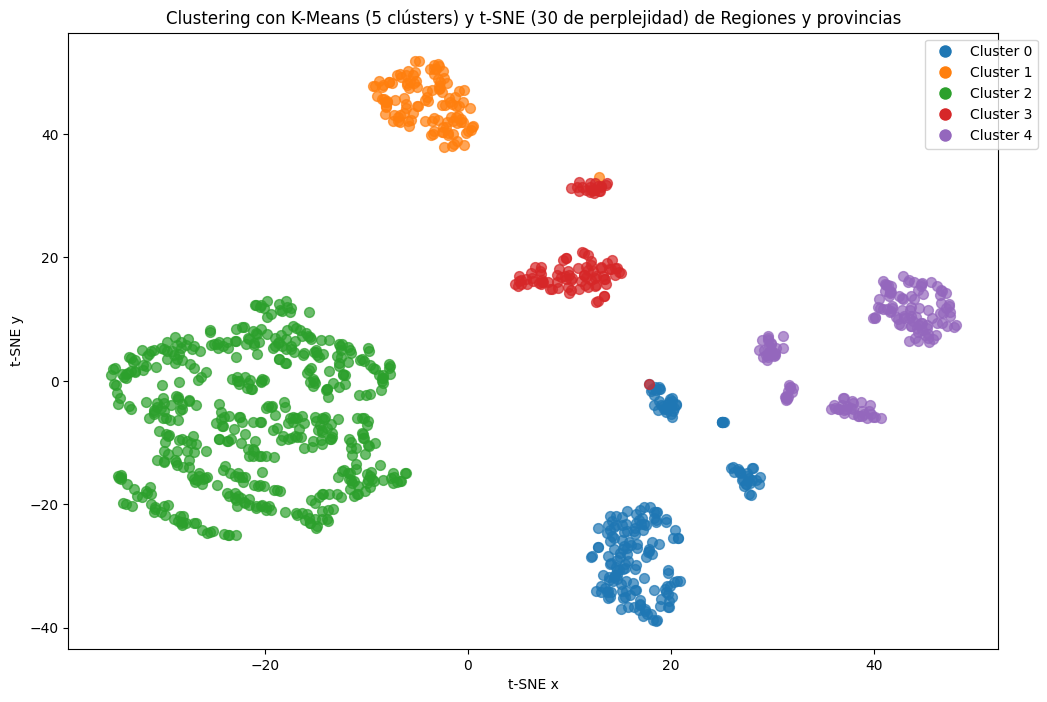 Clustering con K-Means (5 clústers) y t-SNE (30 de perplejidad) de Regiones y provincias
Cluster 0
Cluster 1
Cluster 2
Cluster 3
Cluster 4
t-SNE y
40
20
0
−20
−40
−20
0
20
40
t-SNE x